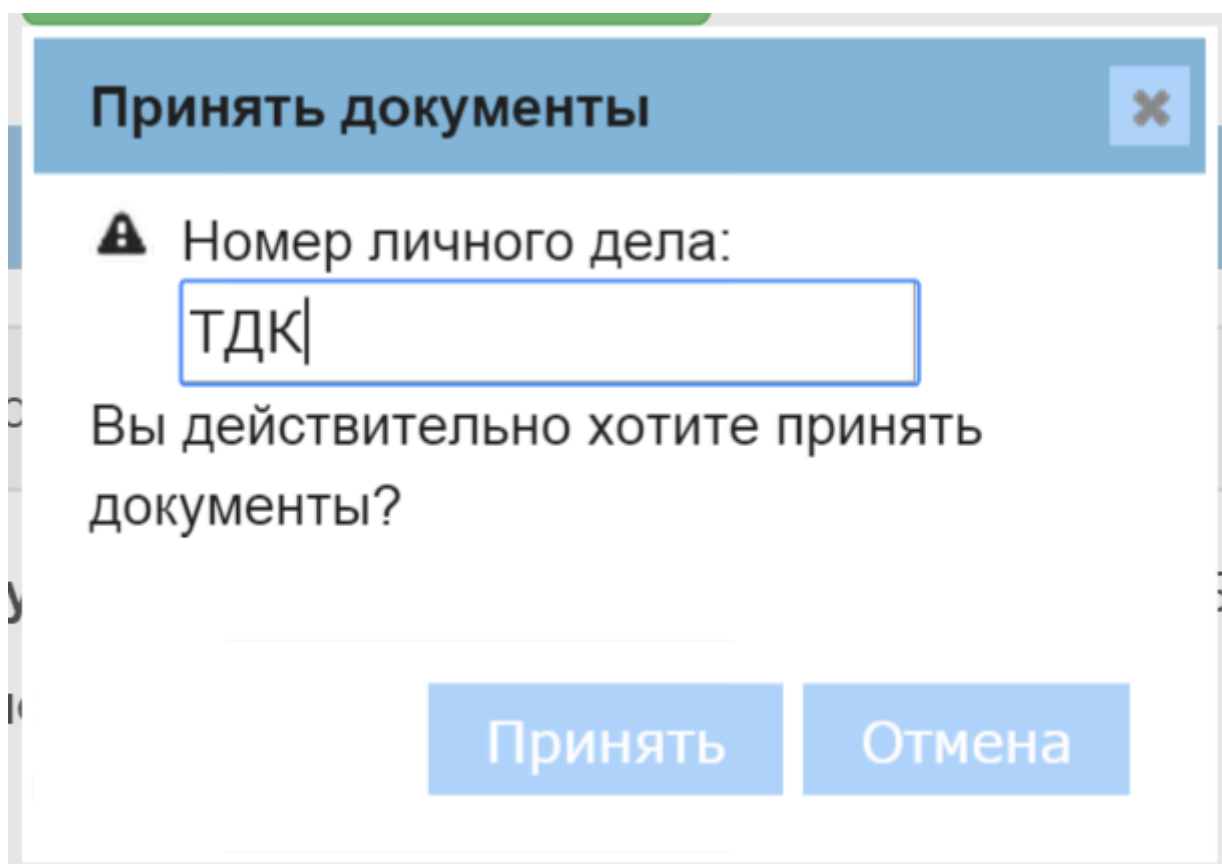 Принять документы
Номер личного дела:
ТДК
Вы действительно хотите принять
документы?
Принять Отмена